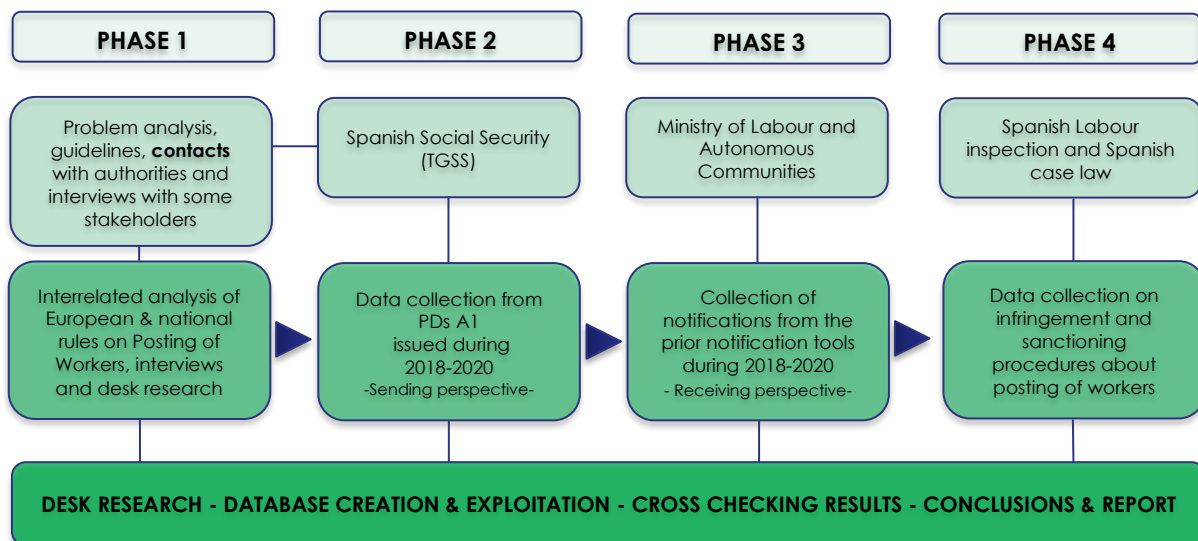 PHASE 1
PHASE 2
PHASE 3
PHASE 4
Problem analysis,
guidelines, contacts
with authorities and
interviews with some
stakeholders
Spanish Social Security
(TGSS)
Ministry of Labour and
Autonomous
Communities
Spanish Labour
inspection and Spanish
case law
Interrelated analysis of
European & national
rules on Posting of
Workers, interviews
and desk research
Data collection from
PDs A1
issued during
2018-2020
-Sending perspective-
Collection of
notifications from the
prior notification tools
during 2018-2020
- Receiving perspective-
Data collection on
infringement and
sanctioning
procedures about
posting of workers
DESK RESEARCH - DATABASE CREATION & EXPLOITATION - CROSS CHECKING RESULTS - CONCLUSIONS & REPORT